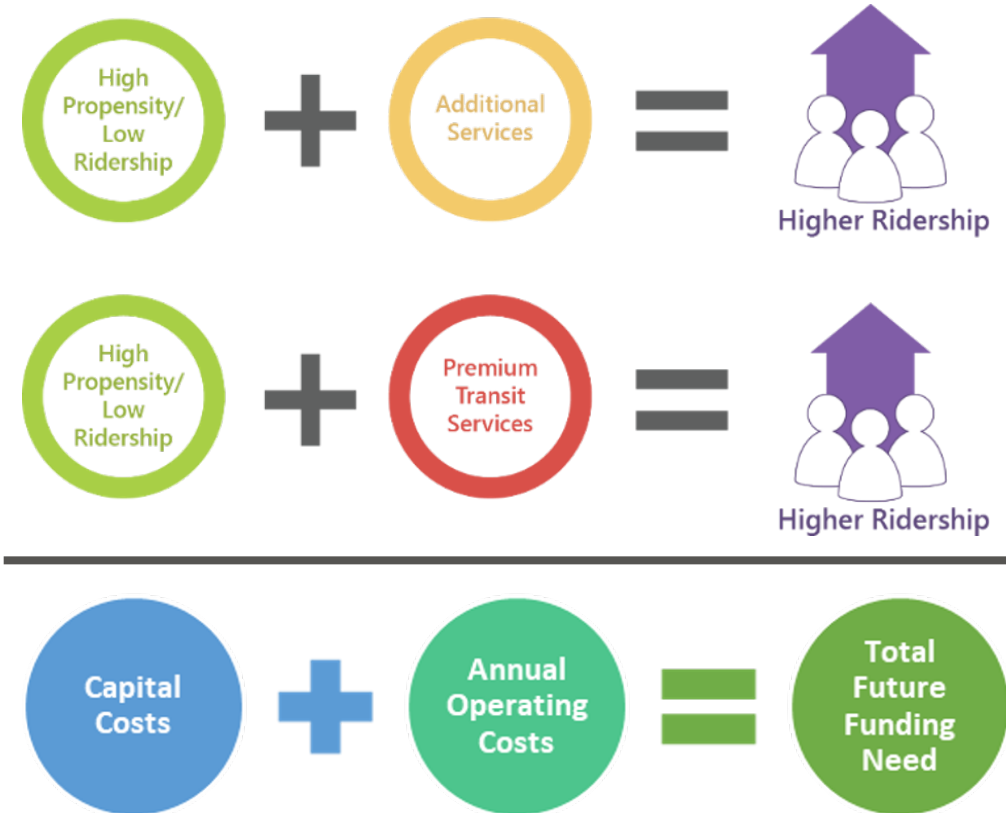 High
Propensity/
Low
Ridership
Additional
Services
Higher Ridership
High
Propensity/
Low
Ridership
Premium
Transit
Services
Higher Ridership
Capital
Costs
Annual
Operating
Costs
Total
Future
Funding
Need